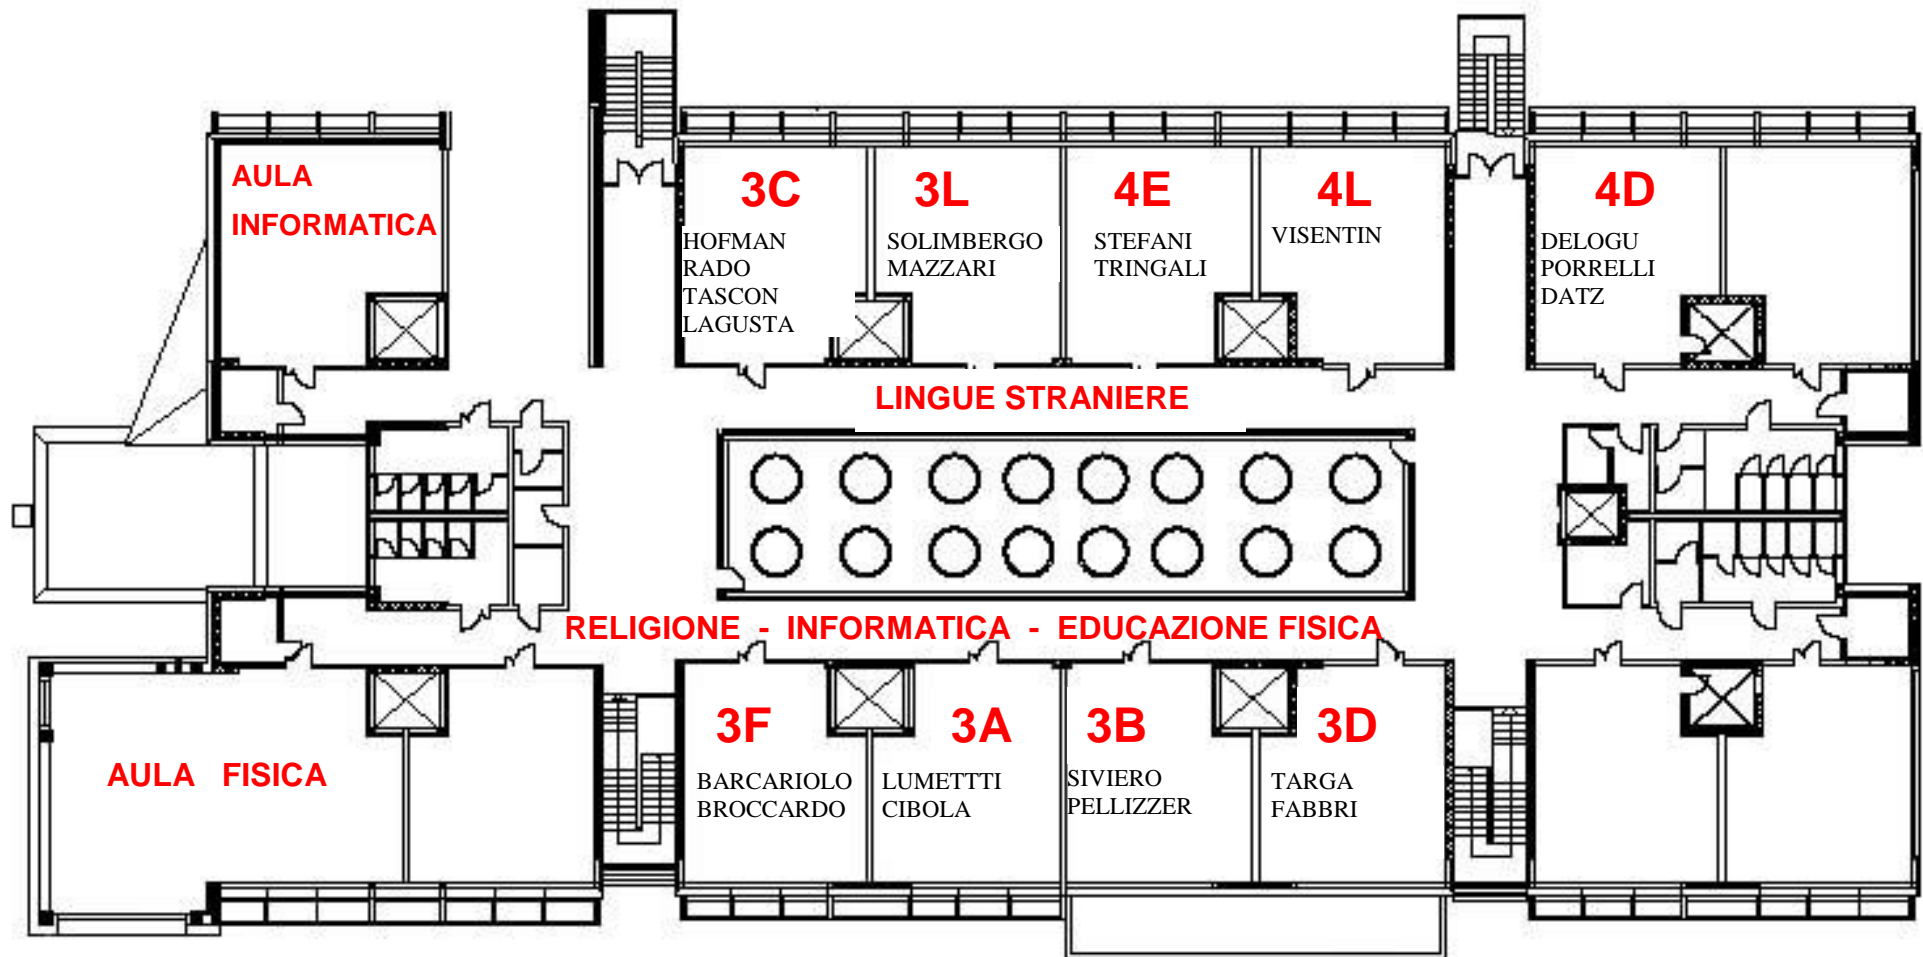 AULA
INFORMATICA
3C
HOFMAN
RADO
TASCON
LAGUSTA
3L
SOLIMBERGO
MAZZARI
4E
STEFANI
TRINGALI
4L
VISENTIN
4D
DELOGU
PORRELLI
DATZ
LINGUE STRANIERE
RELIGIONE - INFORMATICA - EDUCAZIONE FISICA
AULA FISICA
3F
BARCARIOLO
BROCCARDO
3A
LUMETTTI
CIBOLA
3B
SIVIERO
PELLIZZER
3D
TARGA
FABBRI